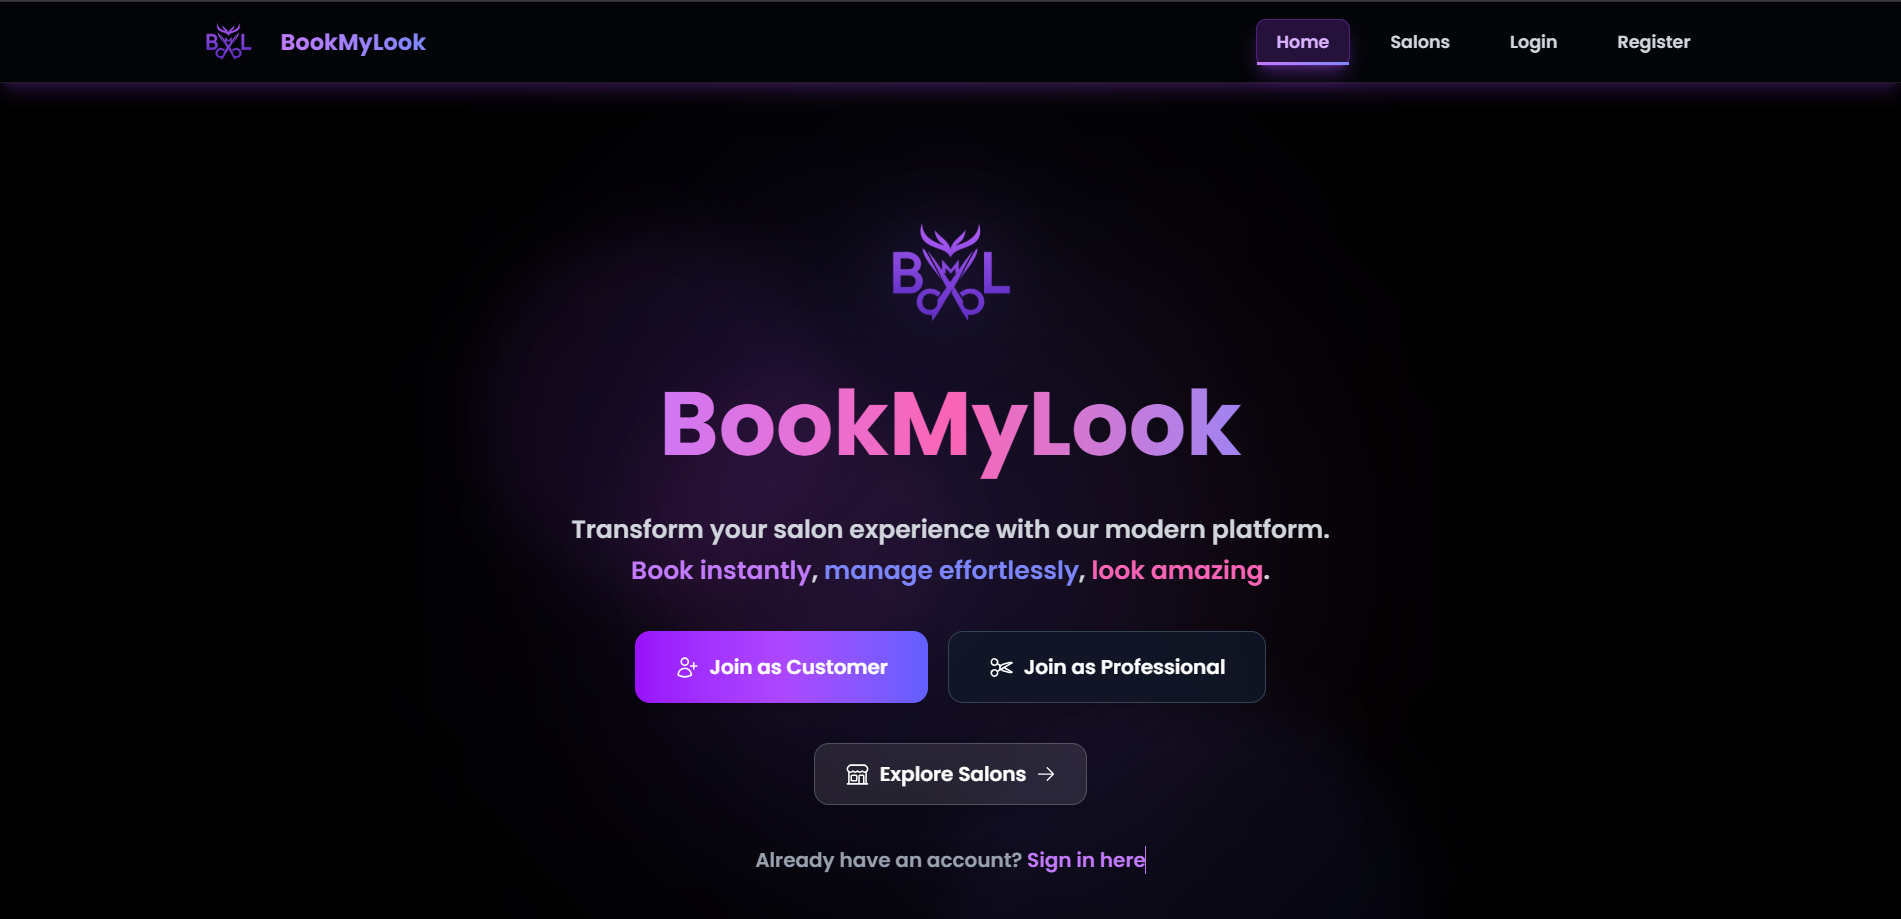 BML
BookMyLook
Home
Salons
Login
Register
BML
BookMyLook
Transform your salon experience with our modern platform.
Book instantly, manage effortlessly, look amazing.
Join as Customer
Join as Professional
Explore Salons
Already have an account? Sign in here